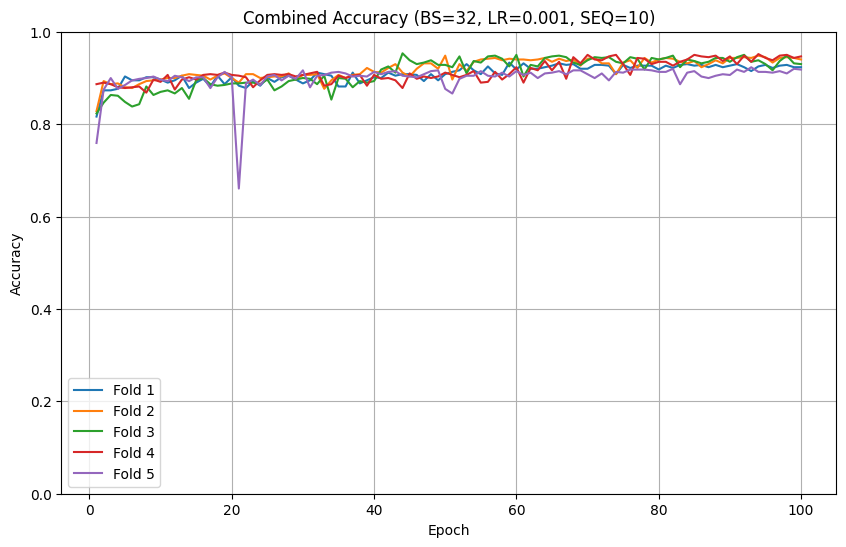 Combined Accuracy (BS=32, LR=0.001, SEQ=10)
1.0
0.8
0.6
0.4
0.2
0.0
Accuracy
Fold 1
Fold 2
Fold 3
Fold 4
Fold 5
0 20 40 60 80 100
Epoch